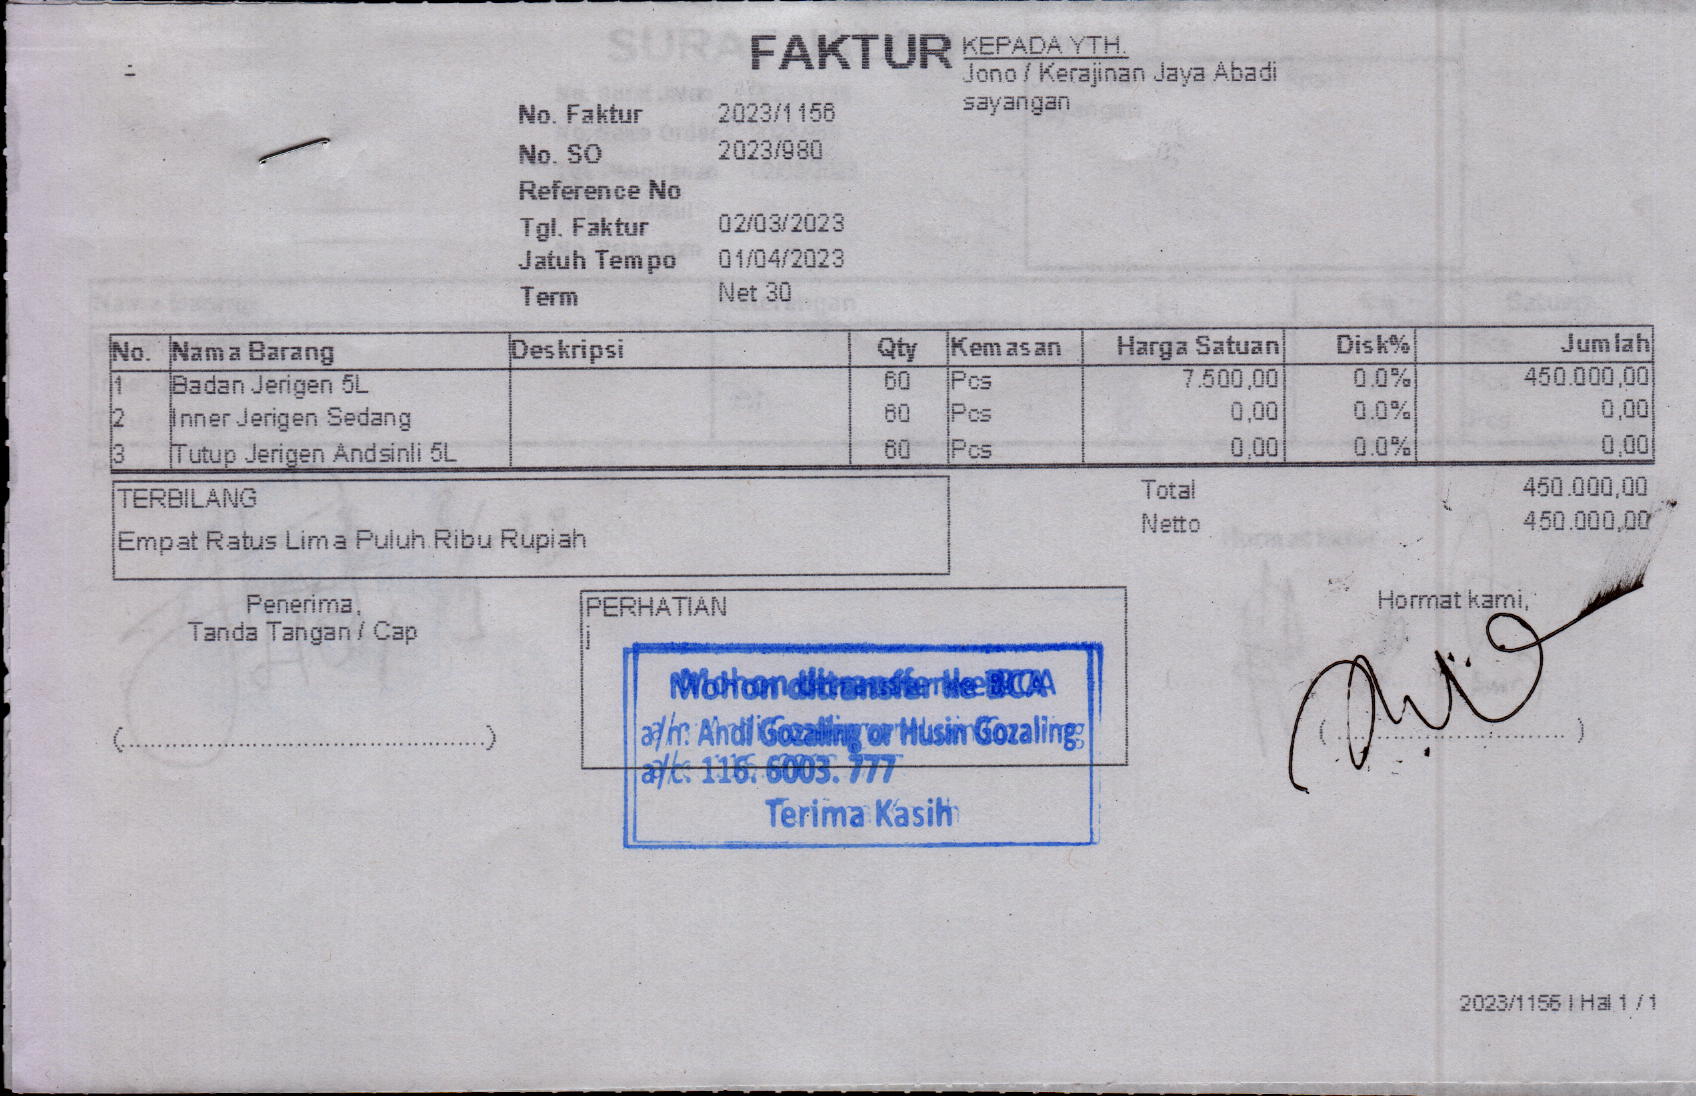 FAKTUR
KEPADA YTH.
Jono / Kerajinan Jaya Abadi
sayangan
No. Faktur 2023/1156
No. SO 2023/980
Reference No
Tgl. Faktur 02/03/2023
Jatuh Tempo 01/04/2023
Term Net 30
No. Nama Barang Deskripsi Qty Kemasan Harga Satuan Disk% Jumlah
1 Badan Jerigen 5L 60 Pcs 7.500,00 0.0% 450.000,00
2 Inner Jerigen Sedang 60 Pcs 0,00 0.0% 0,00
3 Tutup Jerigen Andsinli 5L 60 Pcs 0,00 0.0% 0,00
TERBILANG
Empat Ratus Lima Puluh Ribu Rupiah
Total 450.000,00
Netto 450.000,00
Penerima,
Tanda Tangan / Cap
(................................................)
PERHATIAN
j
Mohon ditransfer ke BCA
a/n: Andi Gozaling or Husin Gozaling
a/c: 116. 6003. 777
Terima Kasih
Hormat kami,
(..............................)
2023/1156 | Hal 1 / 1